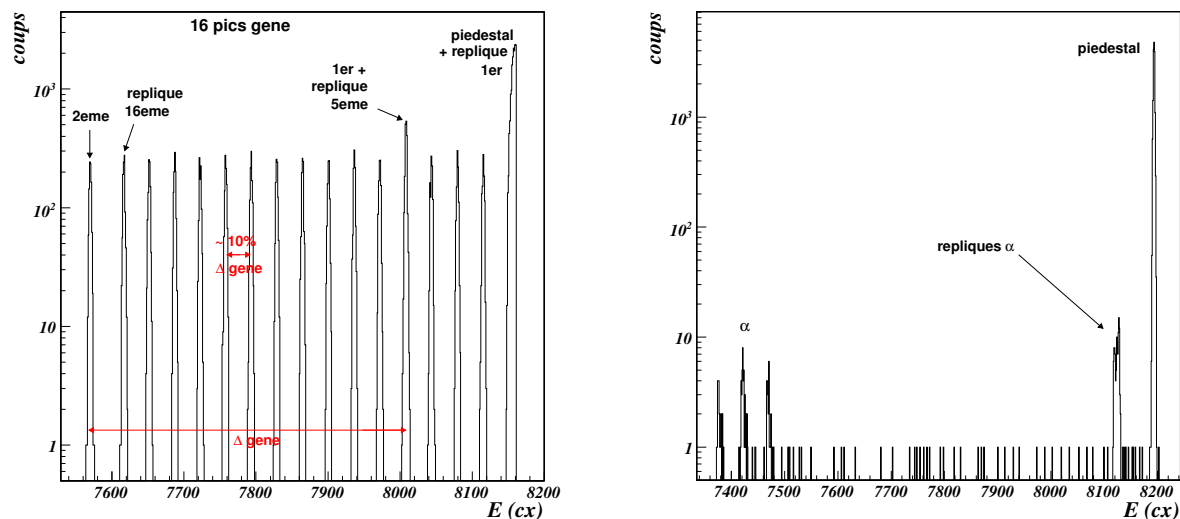 16 pics gene
coups
10³
10²
10
1
piedestal
+ replique
1er
1er +
replique
5eme
replique
16eme
2eme
~ 10%
Δ gene
Δ gene
7600 7700 7800 7900 8000 8100 8200
E (cx)
coups
10³
10²
10
1
piedestal
repliques α
α
7400 7500 7600 7700 7800 7900 8000 8100 8200
E (cx)